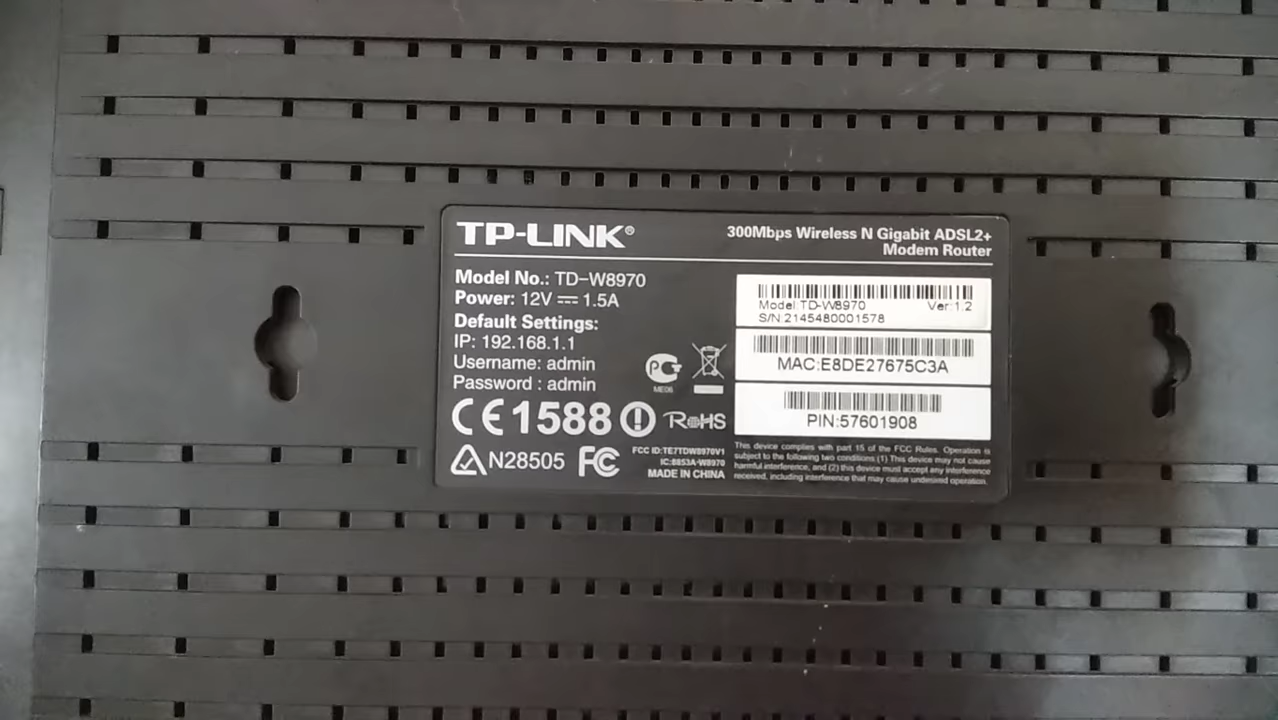 TP-LINK®
300Mbps Wireless N Gigabit ADSL2+
Modem Router
Model No.: TD-W8970
Power: 12V 1.5A
Default Settings:
IP: 192.168.1.1
Username: admin
Password : admin
CE1588
RoHS
N28505
FC
PG
ME06
FCC ID:TE7TDW8970V1
IC:8853A-W8970
MADE IN CHINA
Model TD-W8970 Ver:1.2
S/N 2145480001578
MAC:E8DE27675C3A
PIN:57601908
This device complies with part 15 of the FCC Rules. Operation is
subject to the following two conditions:(1) This device may not cause
harmful interference, and (2) this device must accept any interference
received, including interference that may cause undesired operation.